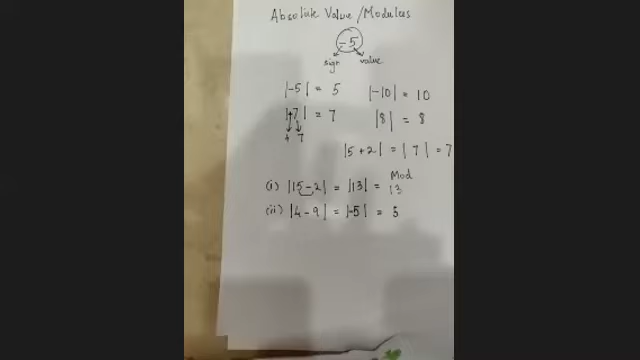 Absolute Value / Modulus
-5
sign value
|-5| = 5 |-10| = 10
|+7| = 7 |8| = 8
+ 7
|5 + 2| = |7| = 7
Mod
(i) |15 - 2| = |13| = 13
(ii) |4 - 9| = |-5| = 5